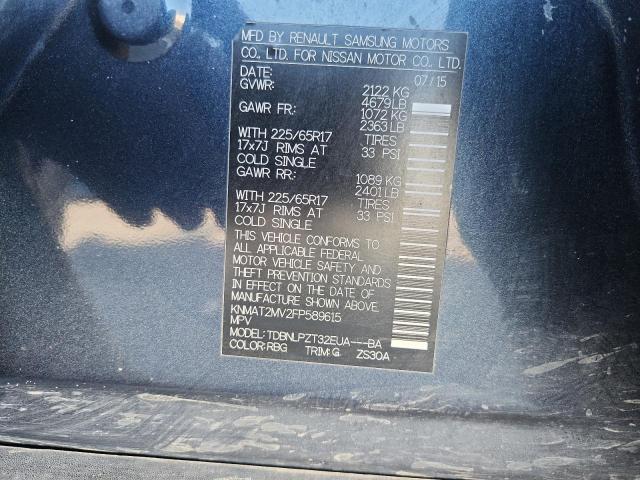 MFD BY RENAULT SAMSUNG MOTORS
CO., LTD. FOR NISSAN MOTOR CO., LTD.
DATE: 07/15
GVWR: 2122 KG
4679 LB
GAWR FR: 1072 KG
2363 LB
WITH 225/65R17 TIRES
17x7J RIMS AT 33 PSI
COLD SINGLE
GAWR RR: 1089 KG
2401 LB
WITH 225/65R17 TIRES
17x7J RIMS AT 33 PSI
COLD SINGLE
THIS VEHICLE CONFORMS TO
ALL APPLICABLE FEDERAL
MOTOR VEHICLE SAFETY AND
THEFT PREVENTION STANDARDS
IN EFFECT ON THE DATE OF
MANUFACTURE SHOWN ABOVE.
KNMAT2MV2FP589615
MPV
MODEL: TDBNLPZT32EUA---BA
COLOR: RBG TRIM: G ZS30A